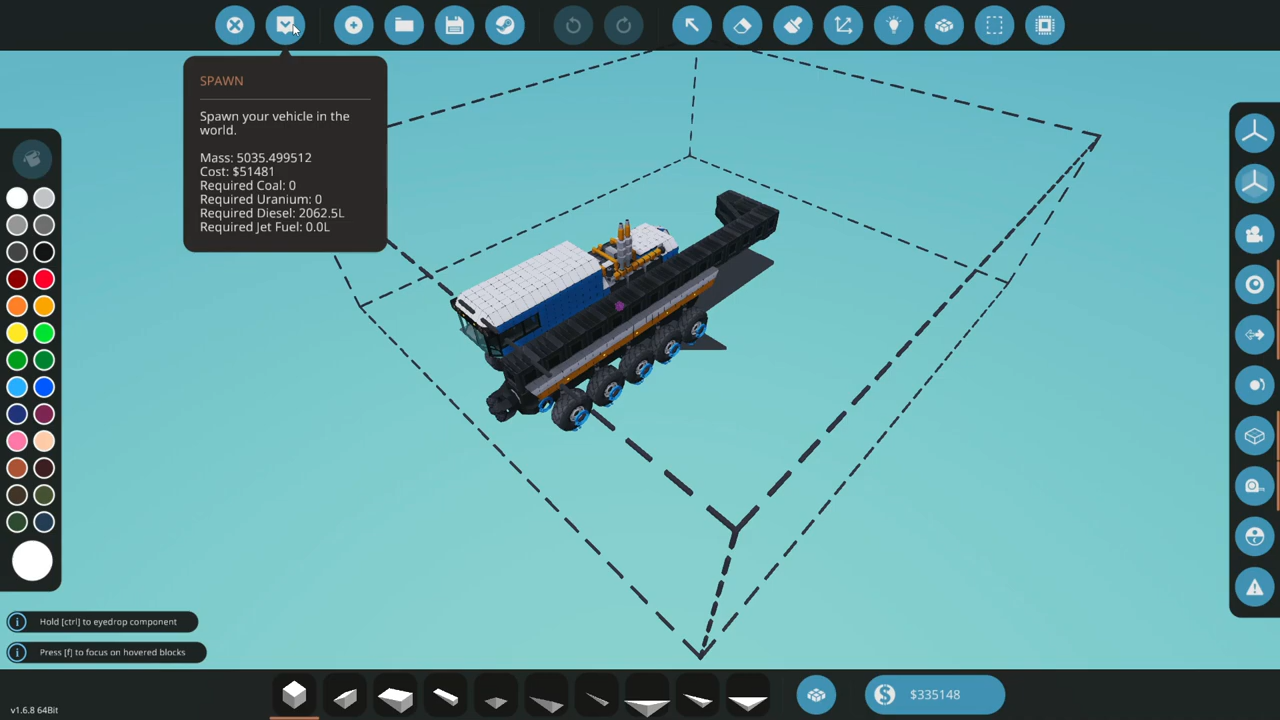 SPAWN
Spawn your vehicle in the
world.
Mass: 5035.499512
Cost: $51481
Required Coal: 0
Required Uranium: 0
Required Diesel: 2062.5L
Required Jet Fuel: 0.0L
Hold [ctrl] to eyedrop component
Press [f] to focus on hovered blocks
v1.6.8 64Bit
$335148